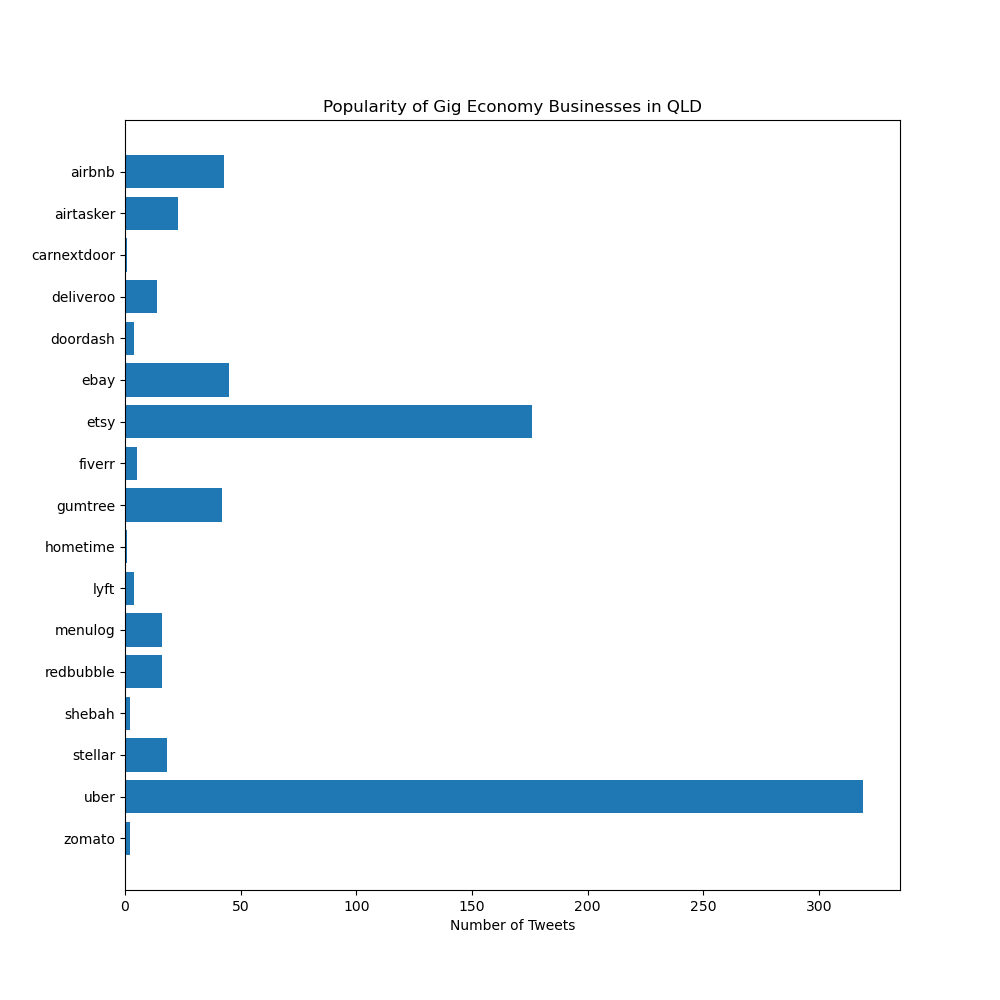 Popularity of Gig Economy Businesses in QLD
airbnb
airtasker
carnextdoor
deliveroo
doordash
ebay
etsy
fiverr
gumtree
hometime
lyft
menulog
redbubble
shebah
stellar
uber
zomato
0 50 100 150 200 250 300
Number of Tweets